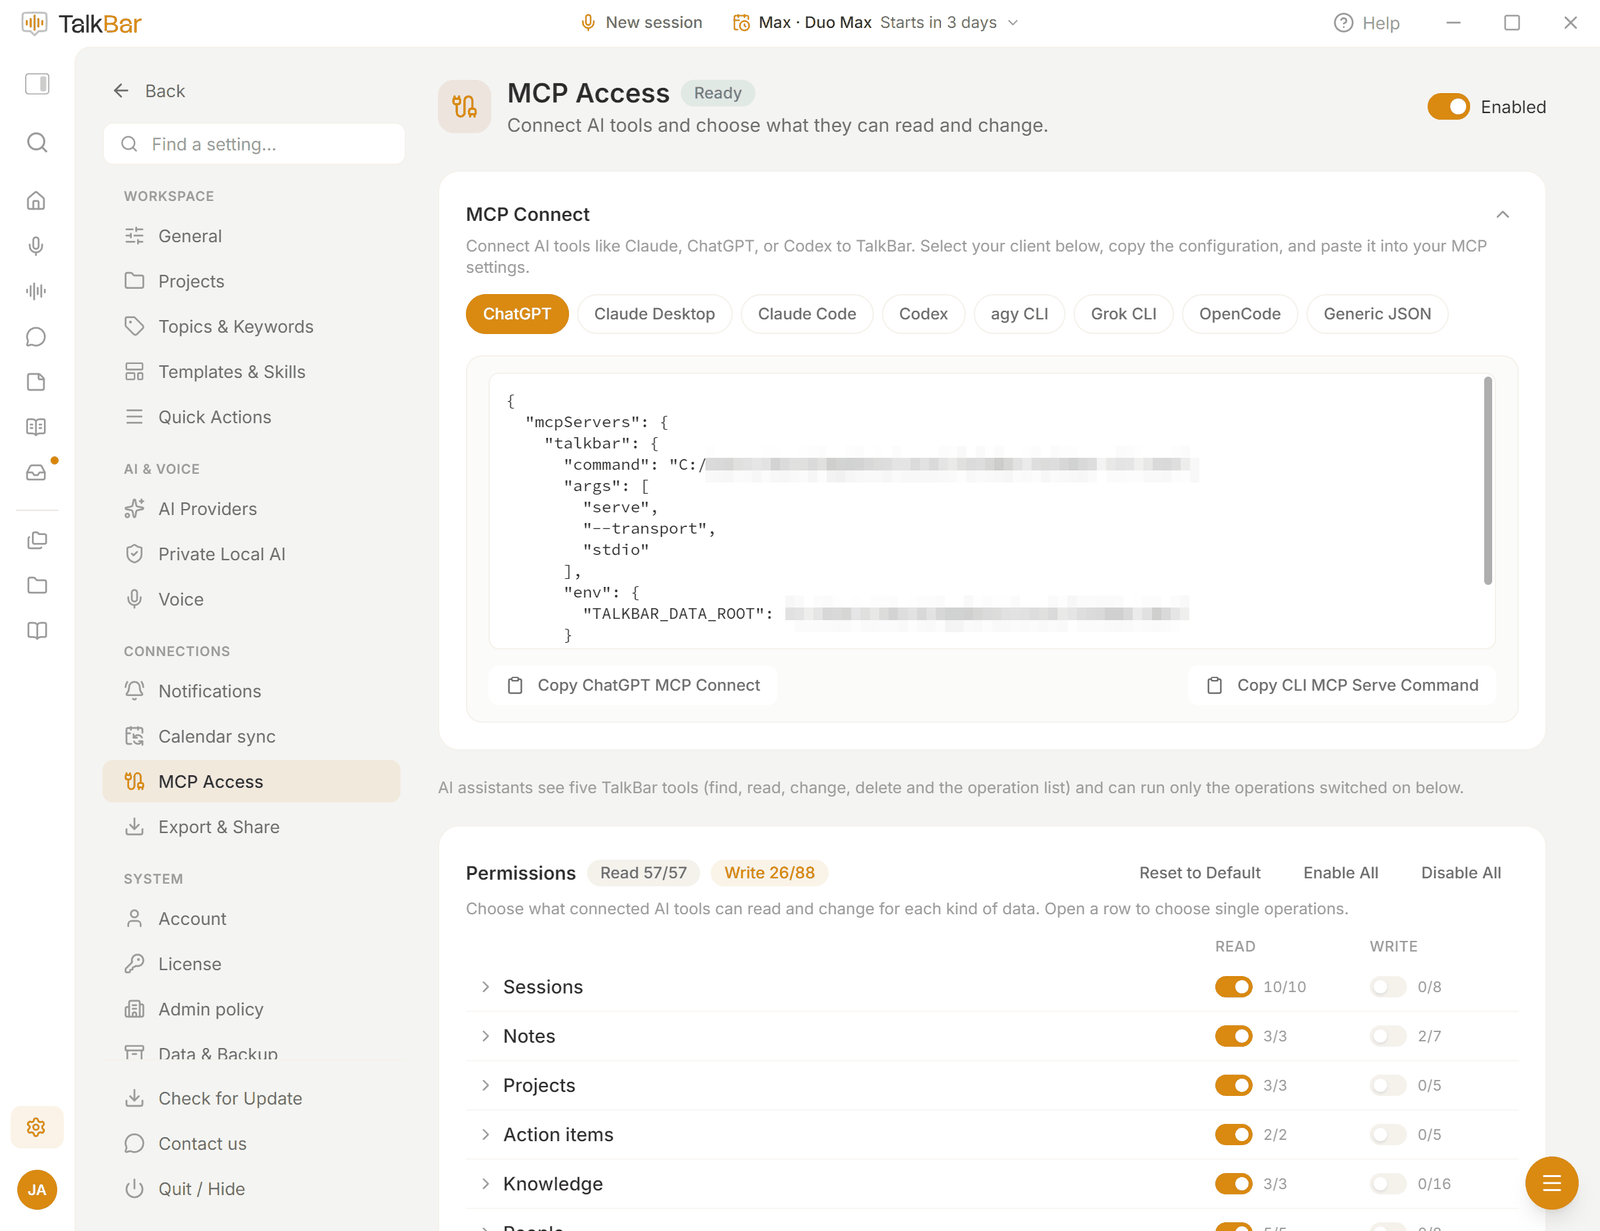 TalkBar
New session
Max · Duo Max Starts in 3 days
Help
Back
Find a setting...
WORKSPACE
General
Projects
Topics & Keywords
Templates & Skills
Quick Actions
AI & VOICE
AI Providers
Private Local AI
Voice
CONNECTIONS
Notifications
Calendar sync
MCP Access
Export & Share
SYSTEM
Account
License
Admin policy
Data & Backup
Check for Update
Contact us
Quit / Hide
JA
MCP Access Ready
Connect AI tools and choose what they can read and change.
Enabled
MCP Connect
Connect AI tools like Claude, ChatGPT, or Codex to TalkBar. Select your client below, copy the configuration, and paste it into your MCP
settings.
ChatGPT Claude Desktop Claude Code Codex agy CLI Grok CLI OpenCode Generic JSON
{
"mcpServers": {
"talkbar": {
"command": "C:/
"args": [
"serve",
"--transport",
"stdio"
],
"env": {
"TALKBAR_DATA_ROOT":
}
Copy ChatGPT MCP Connect
Copy CLI MCP Serve Command
AI assistants see five TalkBar tools (find, read, change, delete and the operation list) and can run only the operations switched on below.
Permissions Read 57/57 Write 26/88 Reset to Default Enable All Disable All
Choose what connected AI tools can read and change for each kind of data. Open a row to choose single operations.
READ WRITE
Sessions 10/10 0/8
Notes 3/3 2/7
Projects 3/3 0/5
Action items 2/2 0/5
Knowledge 3/3 0/16